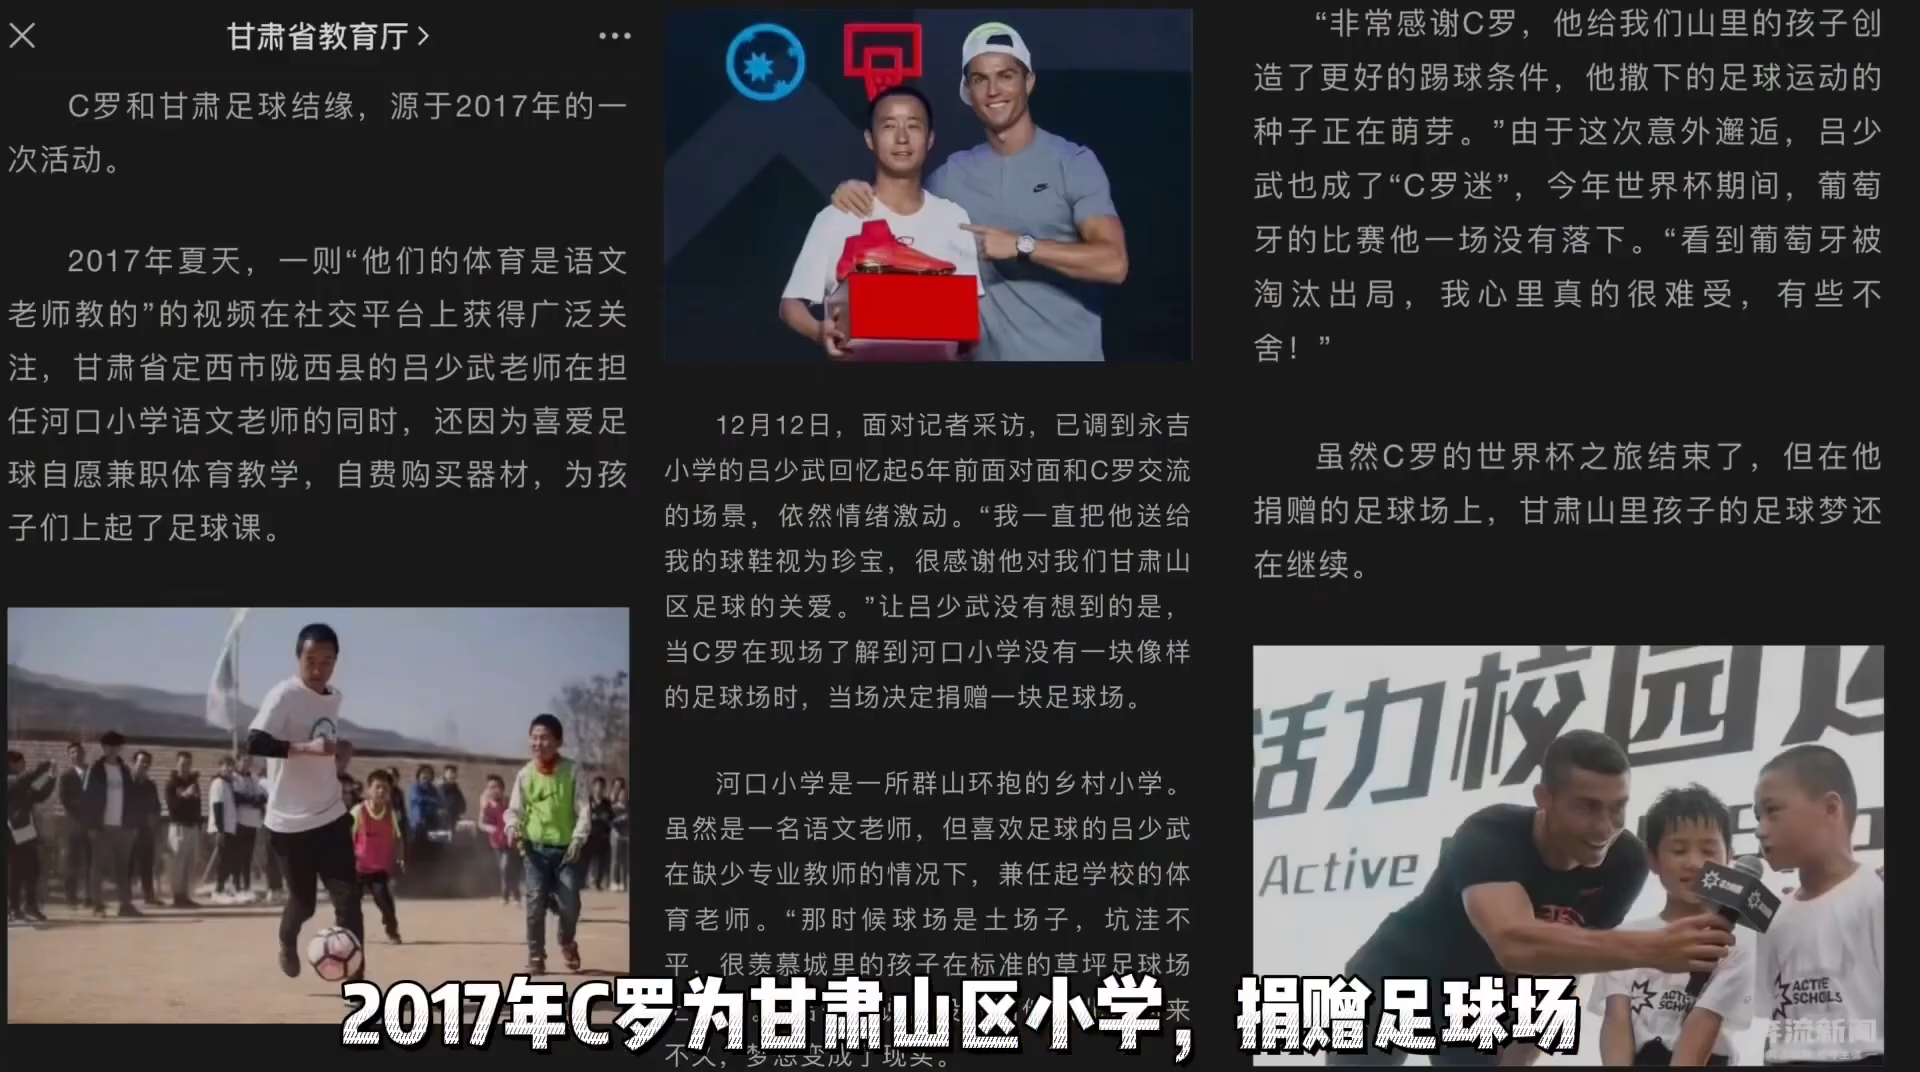 甘肃省教育厅
C罗和甘肃足球结缘，源于2017年的一
次活动。
2017年夏天，一则“他们的体育是语文
老师教的”的视频在社交平台上获得广泛关
注，甘肃省定西市陇西县的吕少武老师在担
任河口小学语文老师的同时，还因为喜爱足
球自愿兼职体育教学，自费购买器材，为孩
子们上起了足球课。
12月12日，面对记者采访，已调到永吉
小学的吕少武回忆起5年前面对面和C罗交流
的场景，依然情绪激动。“我一直把他送给
我的球鞋视为珍宝，很感谢他对我们甘肃山
区足球的关爱。”让吕少武没有想到的是，
当C罗在现场了解到河口小学没有一块像样
的足球场时，当场决定捐赠一块足球场。
河口小学是一所群山环抱的乡村小学。
虽然是一名语文老师，但喜欢足球的吕少武
在缺少专业教师的情况下，兼任起学校的体
育老师。“那时候球场是土场子，坑洼不
平，很羡慕城里的孩子在标准的草坪足球场
来
不久，梦想变成了现实。
“非常感谢C罗，他给我们山里的孩子创
造了更好的踢球条件，他撒下的足球运动的
种子正在萌芽。”由于这次意外邂逅，吕少
武也成了“C罗迷”，今年世界杯期间，葡萄
牙的比赛他一场没有落下。“看到葡萄牙被
淘汰出局，我心里真的很难受，有些不
舍！”
虽然C罗的世界杯之旅结束了，但在他
捐赠的足球场上，甘肃山里孩子的足球梦还
在继续。
活力校园
Active
ACTIE
SCHOLS
2017年C罗为甘肃山区小学，捐赠足球场